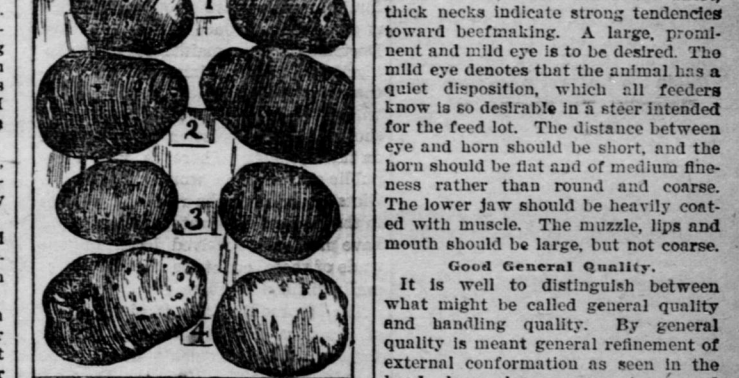 1
2
3
4
thick necks indicate strong tendencies
toward beefmaking. A large, promi-
nent and mild eye is to be desired. The
mild eye denotes that the animal has a
quiet disposition, which all feeders
know is so desirable in a steer intended
for the feed lot. The distance between
eye and horn should be short, and the
horn should be flat and of medium fine-
ness rather than round and coarse.
The lower jaw should be heavily coat-
ed with muscle. The muzzle, lips and
mouth should be large, but not coarse.
Good General Quality.
It is well to distinguish between
what might be called general quality
and handling quality. By general
quality is meant general refinement of
external conformation as seen in the